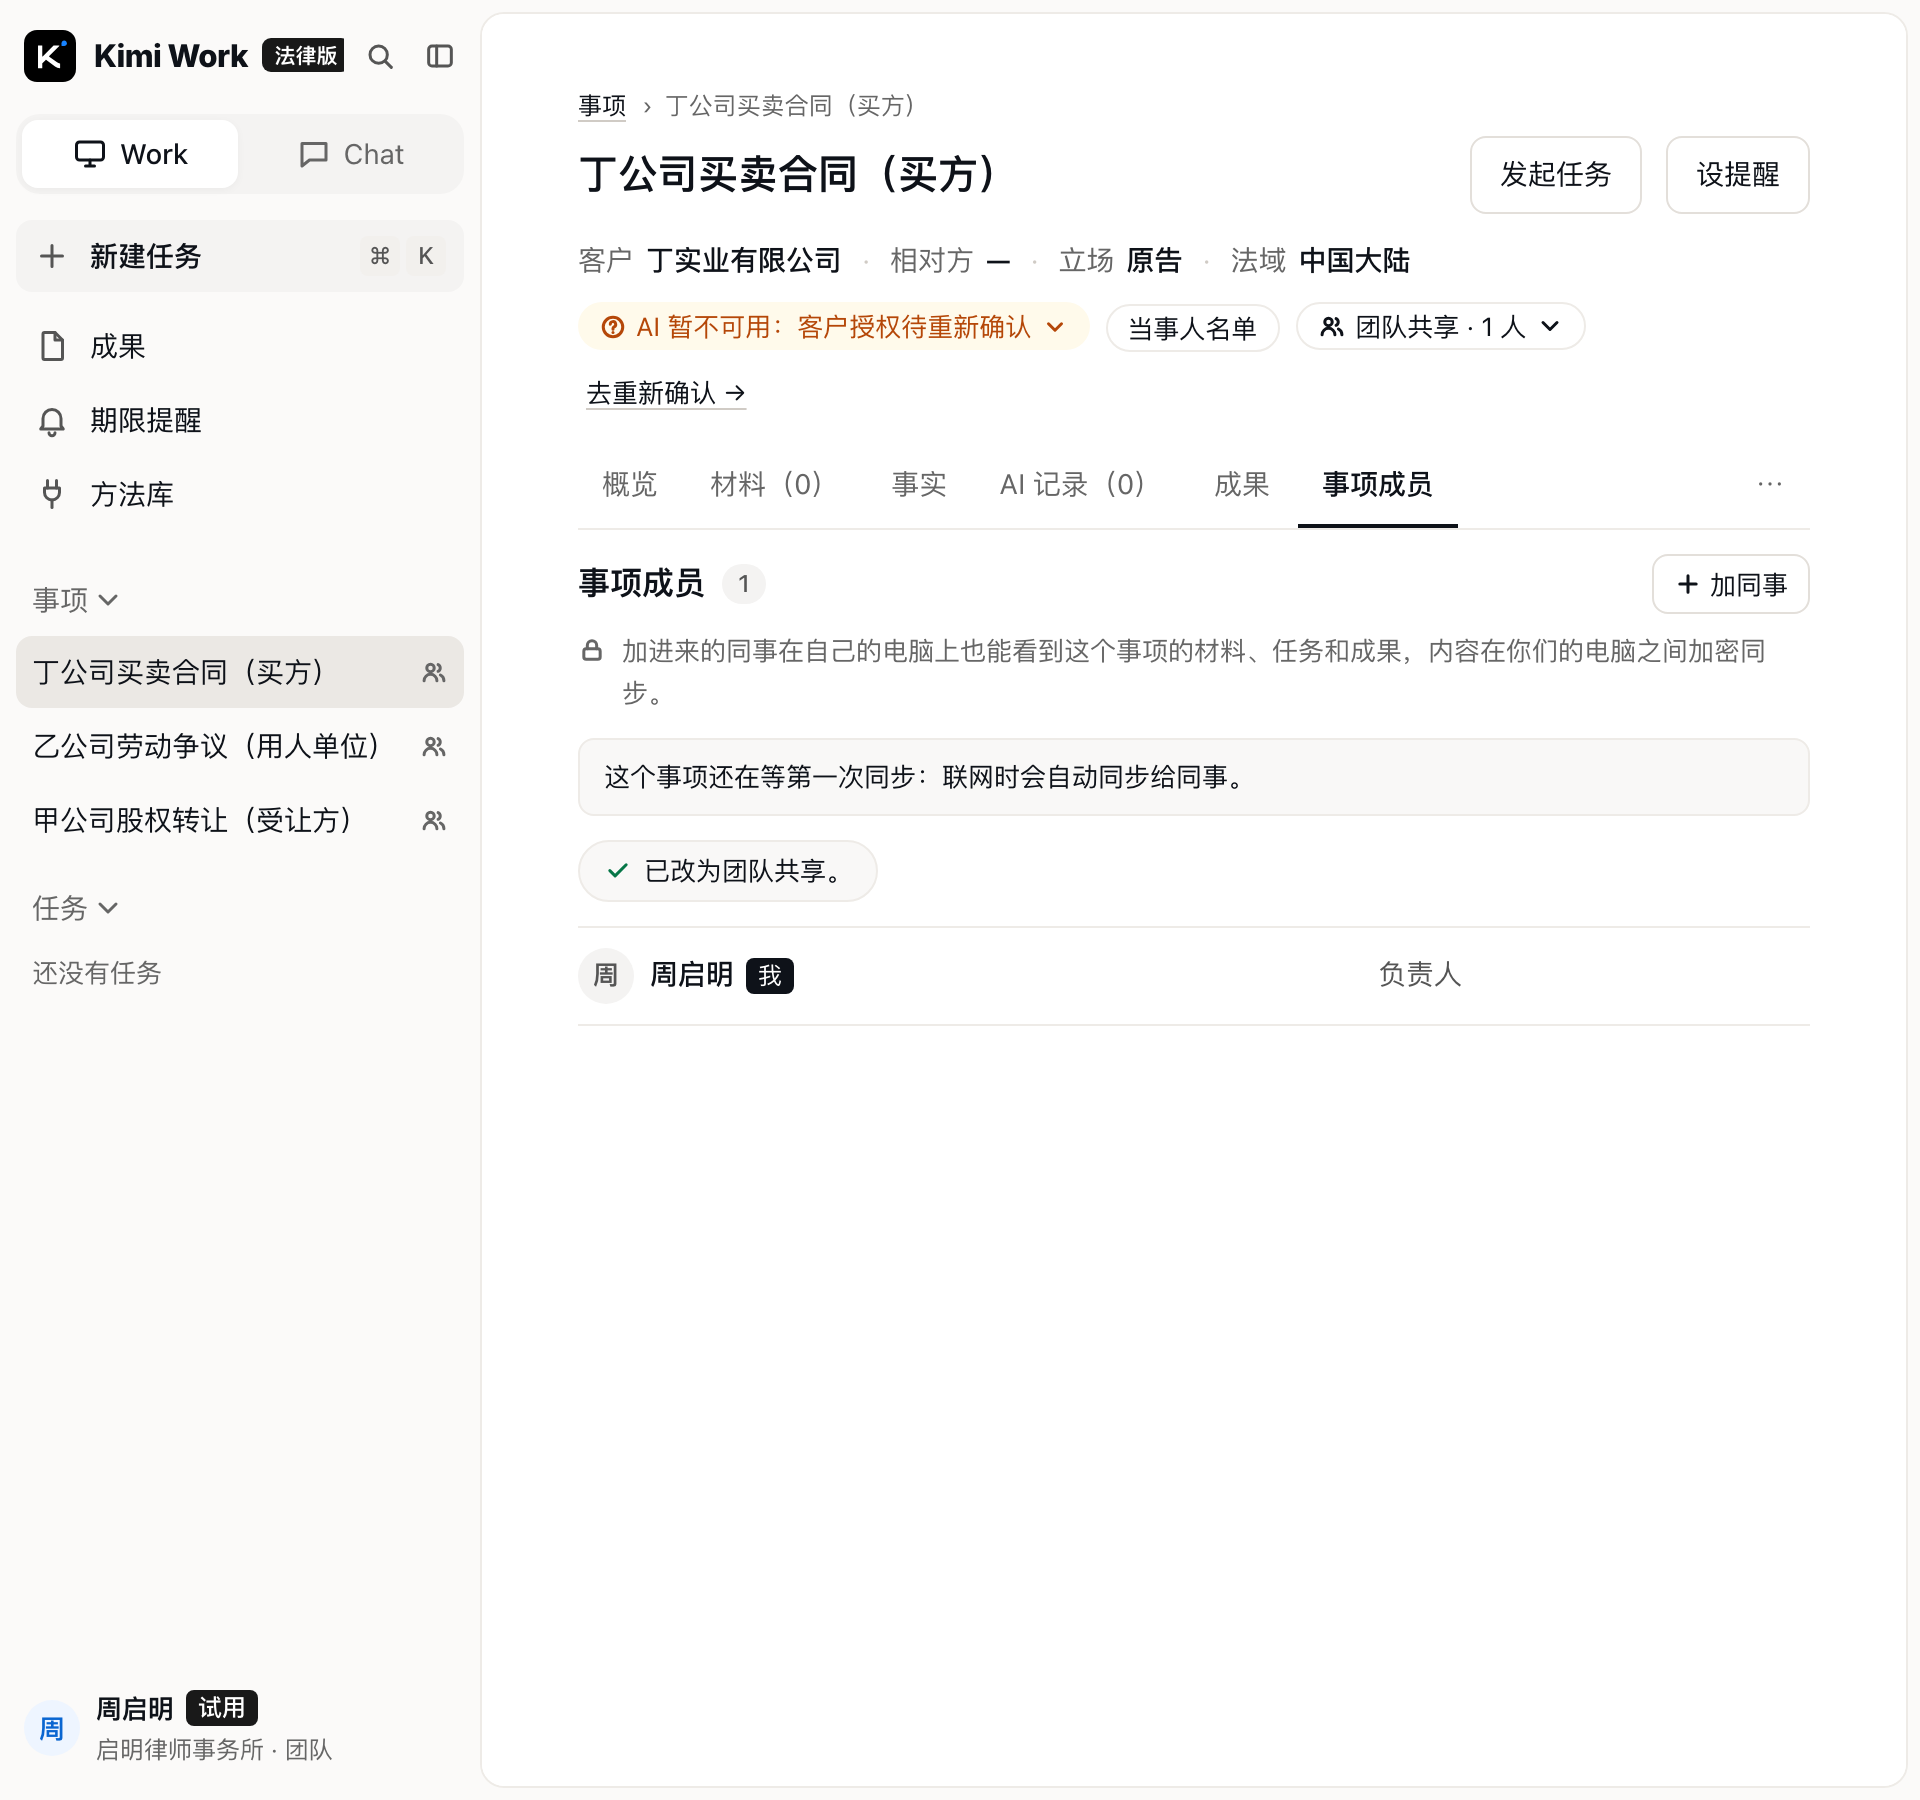 Kimi Work 法律版
Work
Chat
新建任务 ⌘ K
成果
期限提醒
方法库
事项
丁公司买卖合同（买方）
乙公司劳动争议（用人单位）
甲公司股权转让（受让方）
任务
还没有任务
周 周启明 试用
启明律师事务所 · 团队
事项 › 丁公司买卖合同（买方）
丁公司买卖合同（买方）
发起任务
设提醒
客户 丁实业有限公司 · 相对方 — · 立场 原告 · 法域 中国大陆
AI 暂不可用：客户授权待重新确认
当事人名单
团队共享 · 1 人
去重新确认 →
概览 材料（0） 事实 AI 记录（0） 成果 事项成员 ···
事项成员 1
+ 加同事
加进来的同事在自己的电脑上也能看到这个事项的材料、任务和成果，内容在你们的电脑之间加密同
步。
这个事项还在等第一次同步：联网时会自动同步给同事。
已改为团队共享。
周 周启明 我 负责人